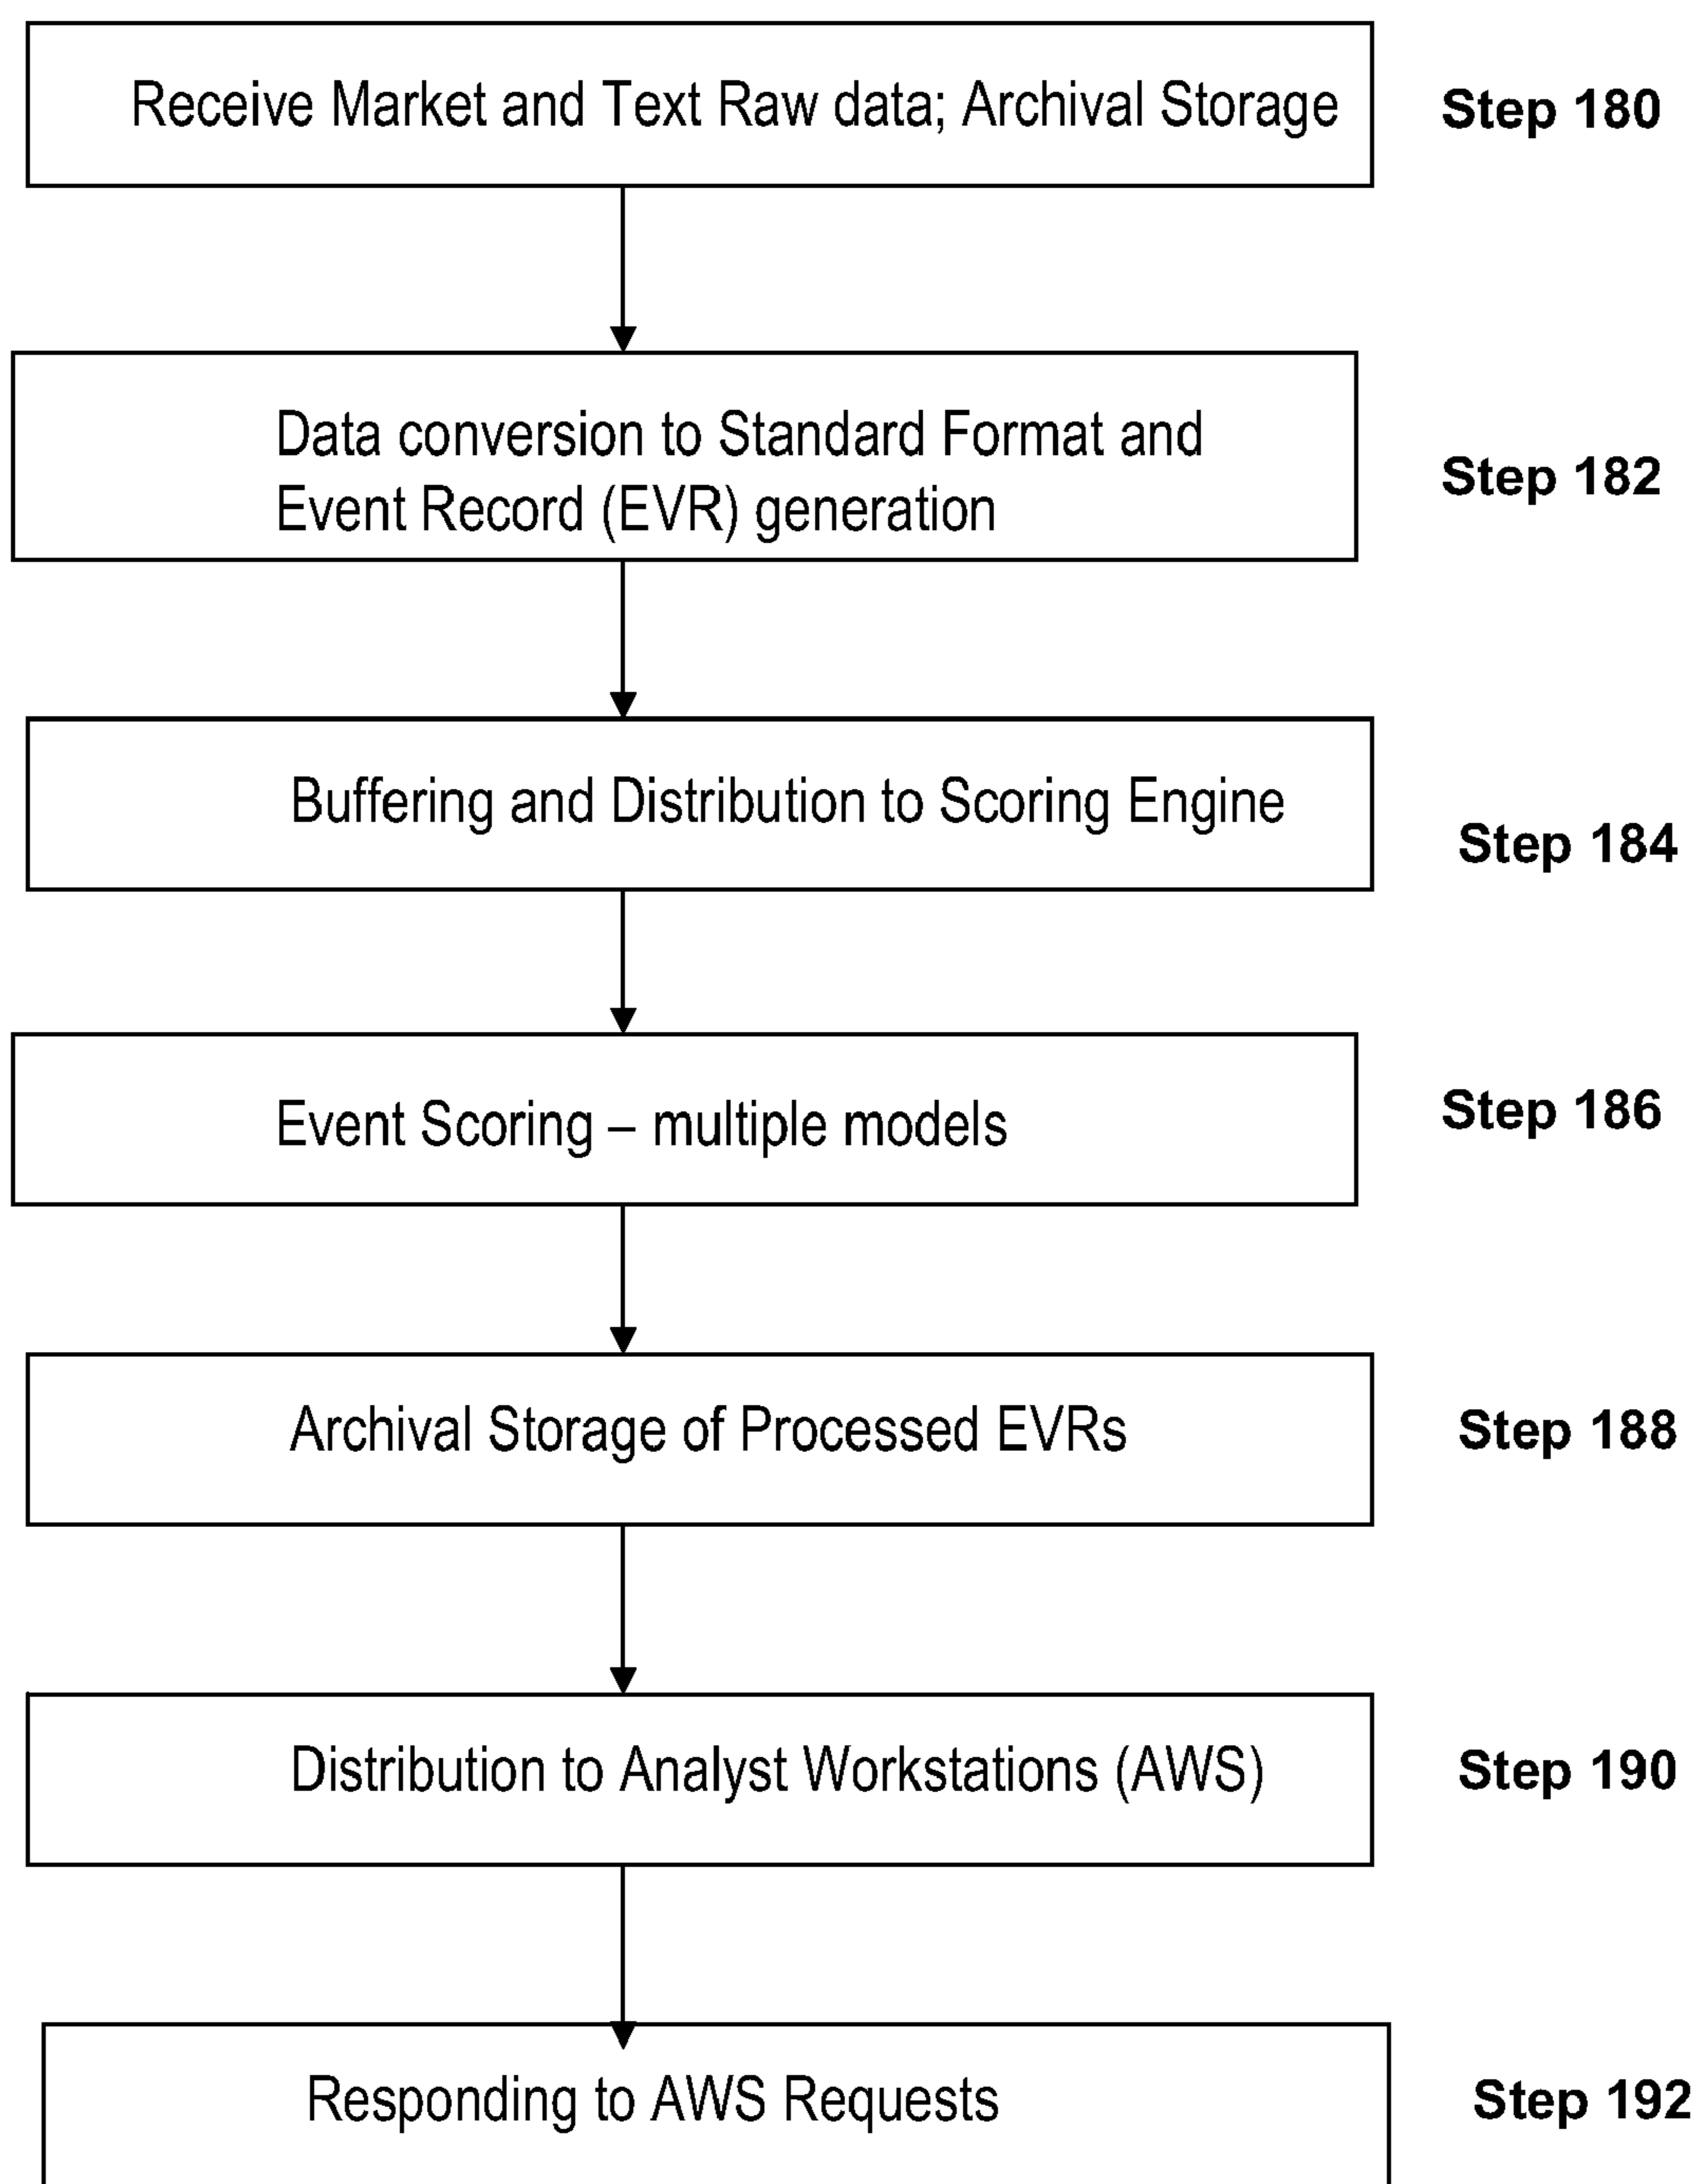 Receive Market and Text Raw data; Archival Storage
Step 180
Data conversion to Standard Format and
Event Record (EVR) generation
Step 182
Buffering and Distribution to Scoring Engine
Step 184
Event Scoring – multiple models
Step 186
Archival Storage of Processed EVRs
Step 188
Distribution to Analyst Workstations (AWS)
Step 190
Responding to AWS Requests
Step 192